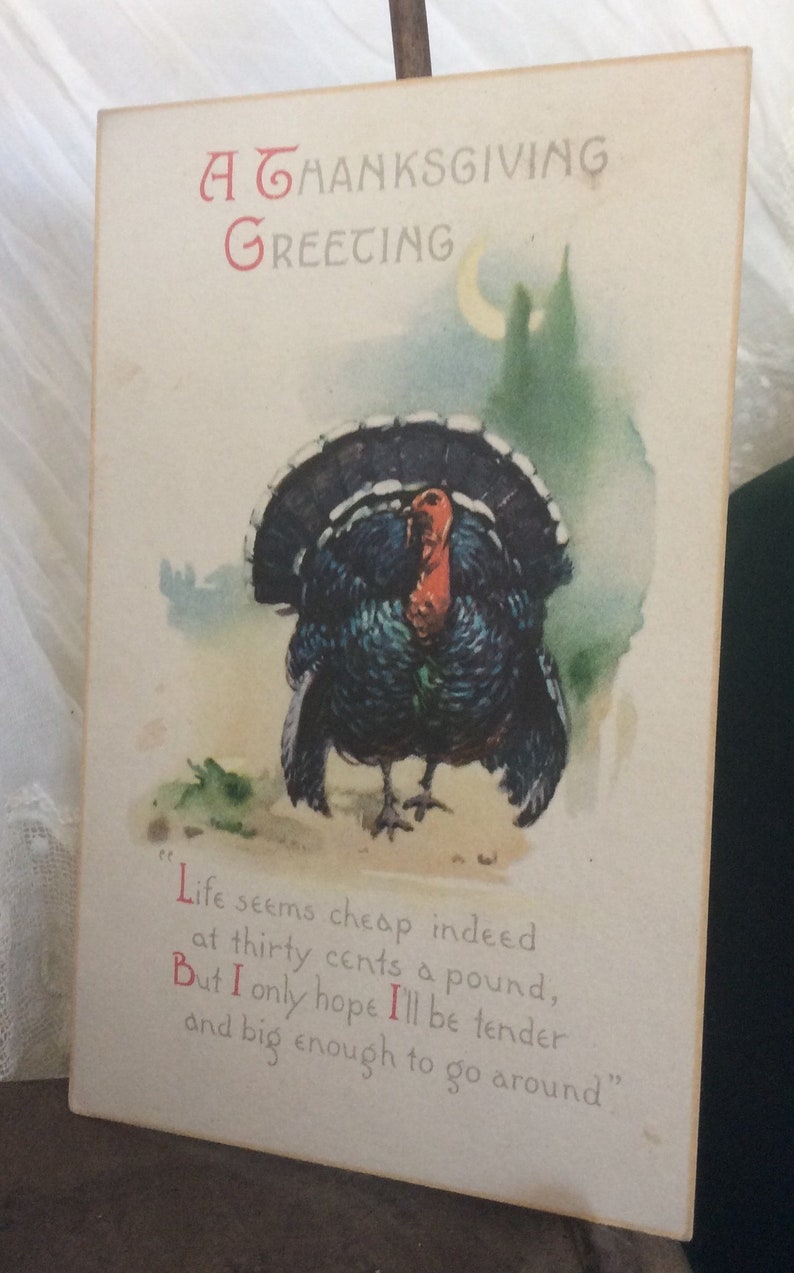 A THANKSGIVING
GREETING
"Life seems cheap indeed
at thirty cents a pound,
But I only hope I'll be tender
and big enough to go around"